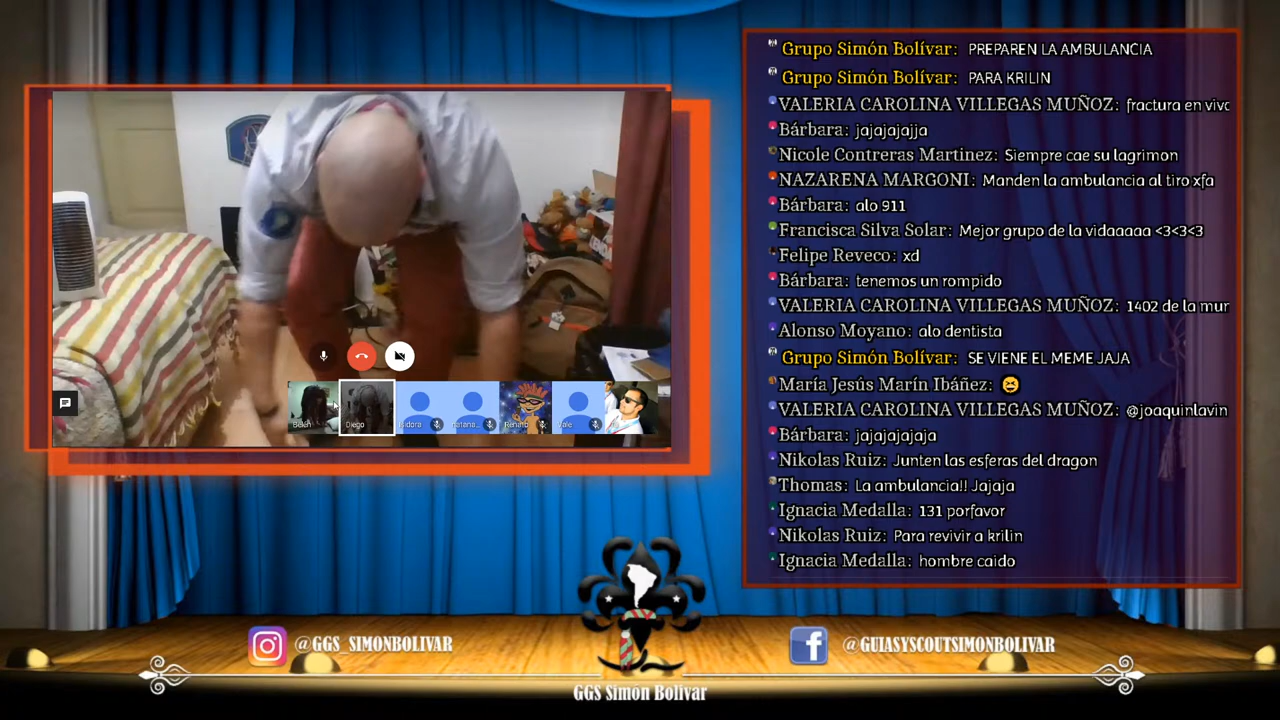 Grupo Simón Bolívar: PREPAREN LA AMBULANCIA
Grupo Simón Bolívar: PARA KRILIN
VALERIA CAROLINA VILLEGAS MUÑOZ: fractura en vivo
Bárbara: jajajajajja
Nicole Contreras Martinez: Siempre cae su lagrimon
NAZARENA MARGONI: Manden la ambulancia al tiro xfa
Bárbara: alo 911
Francisca Silva Solar: Mejor grupo de la vidaaaaa <3<3<3
Felipe Reveco: xd
Bárbara: tenemos un rompido
VALERIA CAROLINA VILLEGAS MUÑOZ: 1402 de la mur
Alonso Moyano: alo dentista
Grupo Simón Bolívar: SE VIENE EL MEME JAJA
María Jesús Marín Ibáñez: 😆
VALERIA CAROLINA VILLEGAS MUÑOZ: @joaquinlavin
Bárbara: jajajajajaja
Nikolas Ruiz: Junten las esferas del dragon
Thomas: La ambulancia!! Jajaja
Ignacia Medalla: 131 porfavor
Nikolas Ruiz: Para revivir a krilin
Ignacia Medalla: hombre caido
Belén
Diego
Isidora
natana...
Renato
Vale
@GGS_SIMONBOLIVAR
@GUIASYSCOUTSIMONBOLIVAR
GGS Simon Bolivar